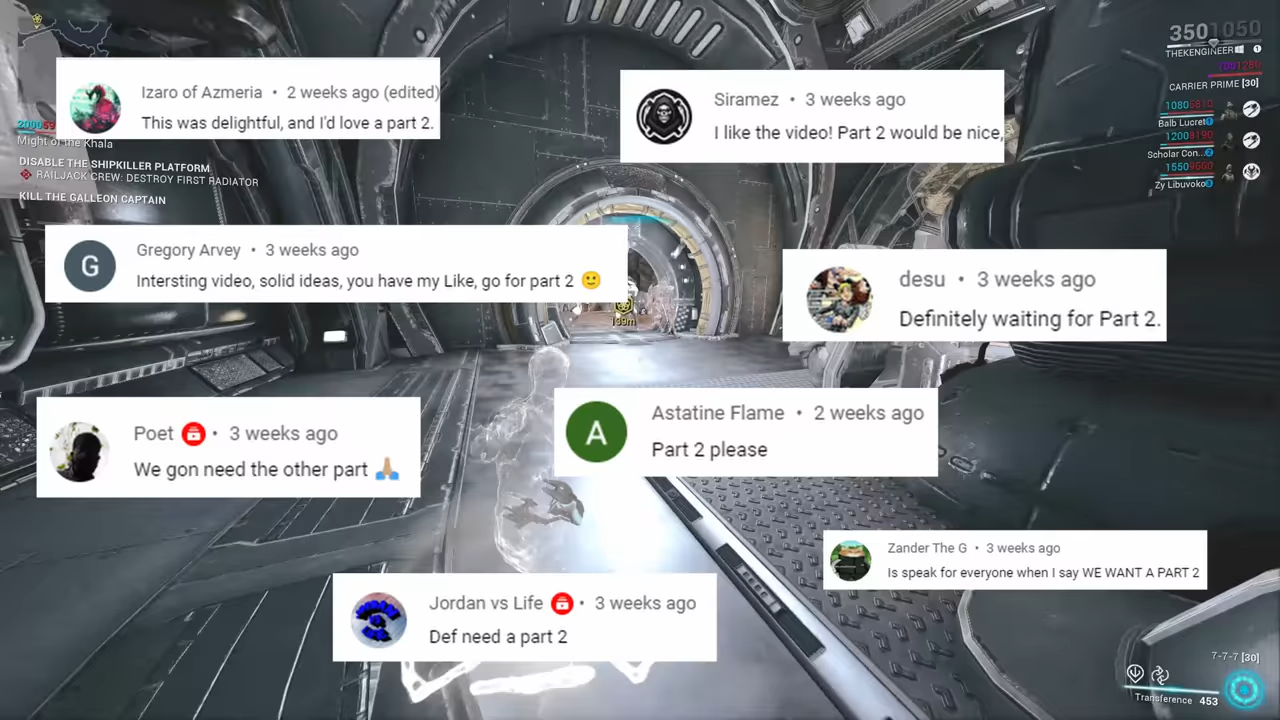 Izaro of Azmeria • 2 weeks ago (edited)
This was delightful, and I'd love a part 2.
Siramez • 3 weeks ago
I like the video! Part 2 would be nice,
350 1050
THEKENGINEER 1
CARRIER PRIME [30]
Balb Lucret
Scholar Con...2
Zy Libuvoko3
Might of the Khala
DISABLE THE SHIPKILLER PLATFORM
RAILJACK CREW: DESTROY FIRST RADIATOR
KILL THE GALLEON CAPTAIN
G
Gregory Arvey • 3 weeks ago
Intersting video, solid ideas, you have my Like, go for part 2 🙂
desu • 3 weeks ago
Definitely waiting for Part 2.
139m
Poet • 3 weeks ago
We gon need the other part 🙏🏽
A
Astatine Flame • 2 weeks ago
Part 2 please
Zander The G • 3 weeks ago
Is speak for everyone when I say WE WANT A PART 2
Jordan vs Life • 3 weeks ago
Def need a part 2
7-7-7 [30]
Transference 453